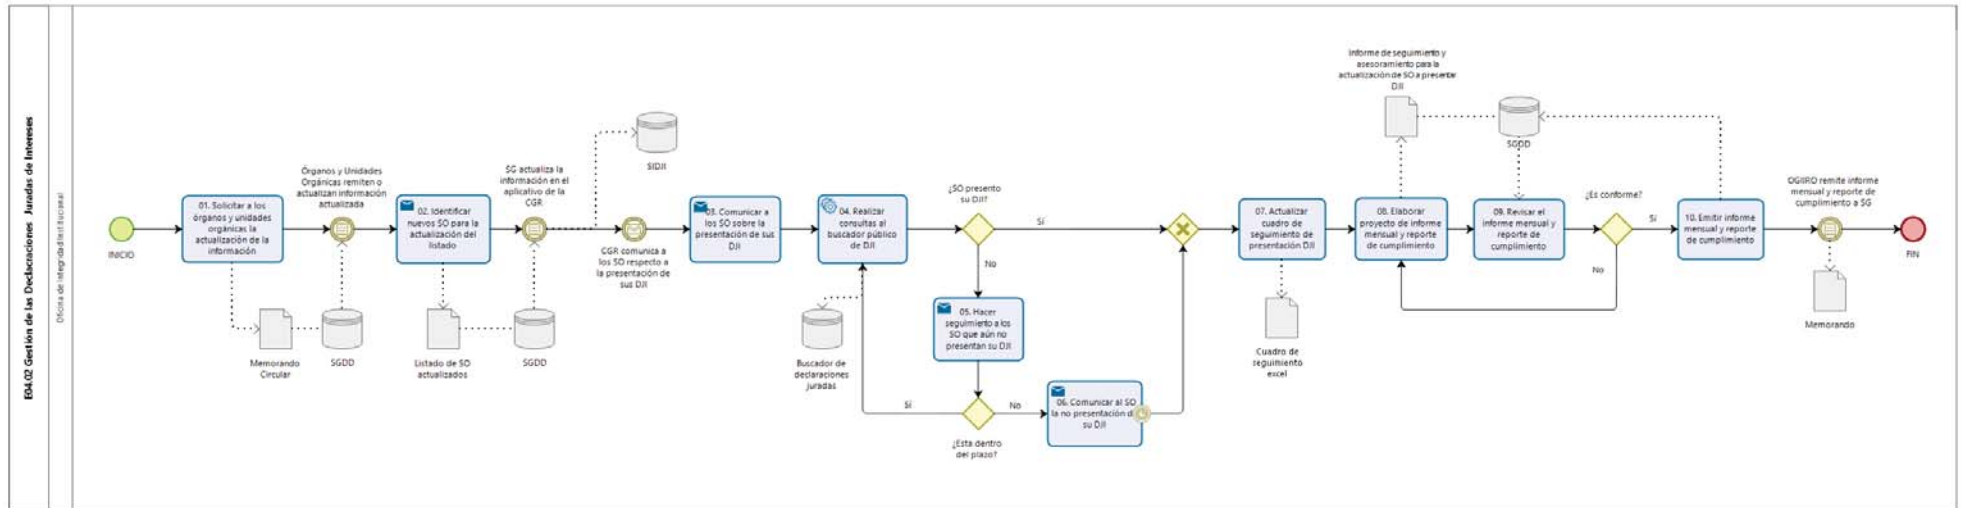 E04.02 Gestión de las Declacraciones Juradas de Intereses
Oficina de Integridad Institucional
INICIO
01. Solicitar a los
órganos y unidades
orgánicas la
actualización de la
información
Memorando
Circular
SGDD
Órganos y Unidades
Orgánicas remiten o
actualizan información
actualizada
02. Identificar
nuevos SO para la
actualización del
listado
Listado de SO
actualizados
SGDD
SG actualiza la
información en el
aplicativo de la
CGR
SIDJI
CGR comunica a
los SO respecto a
la presentación de
sus DJI
03. Comunicar a
los SO sobre la
presentación de sus
DJI
04. Realizar
consultas al
buscador público
de DJI
Buscador de
declaraciones
juradas
¿SO presento
su DJI?
Sí
No
05. Hacer
seguimiento a los
SO que aún no
presentan su DJI
Sí
No
¿Esta dentro
del plazo?
06. Comunicar al SO
la no presentación d
su DJI
07. Actualizar
cuadro de
seguimiento de
presentación DJI
Cuadro de
seguimiento
excel
Informe de seguimiento y
asesoramiento para la
actualización de SO a presentar
DJI
08. Elaborar
proyecto de informe
mensual y reporte
de cumplimiento
SGDD
09. Revisar el
informe mensual y
reporte de
cumplimiento
¿Es conforme?
Sí
No
10. Emitir informe
mensual y reporte
de cumplimiento
OGIIRO remite informe
mensual y reporte de
cumplimiento a SG
Memorando
FIN